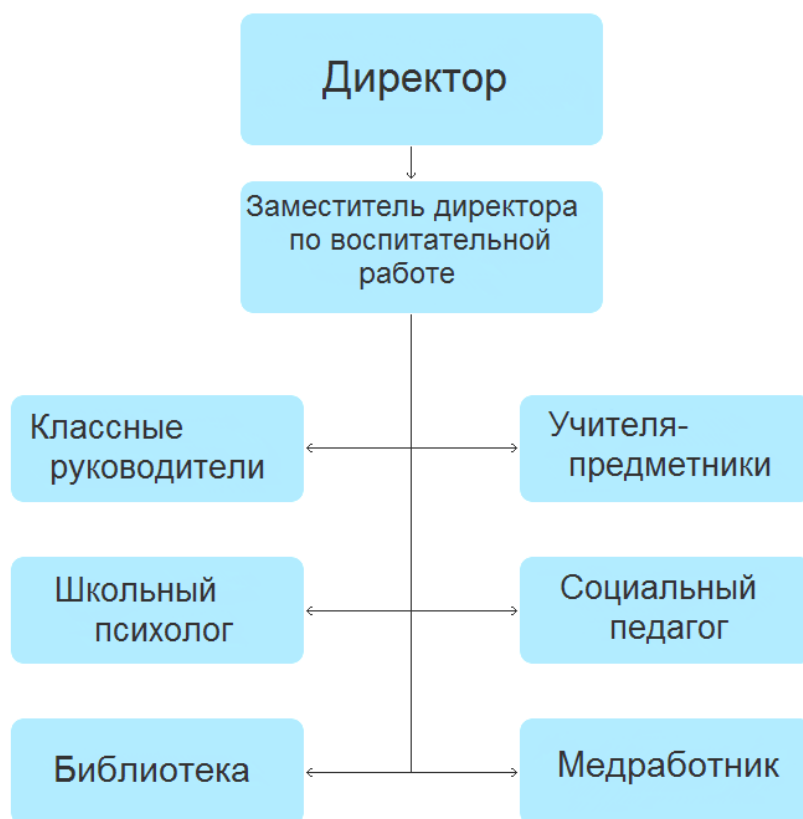 Директор
Заместитель директора
по воспитательной
работе
Классные
руководители
Учителя-
предметники
Школьный
психолог
Социальный
педагог
Библиотека
Медработник